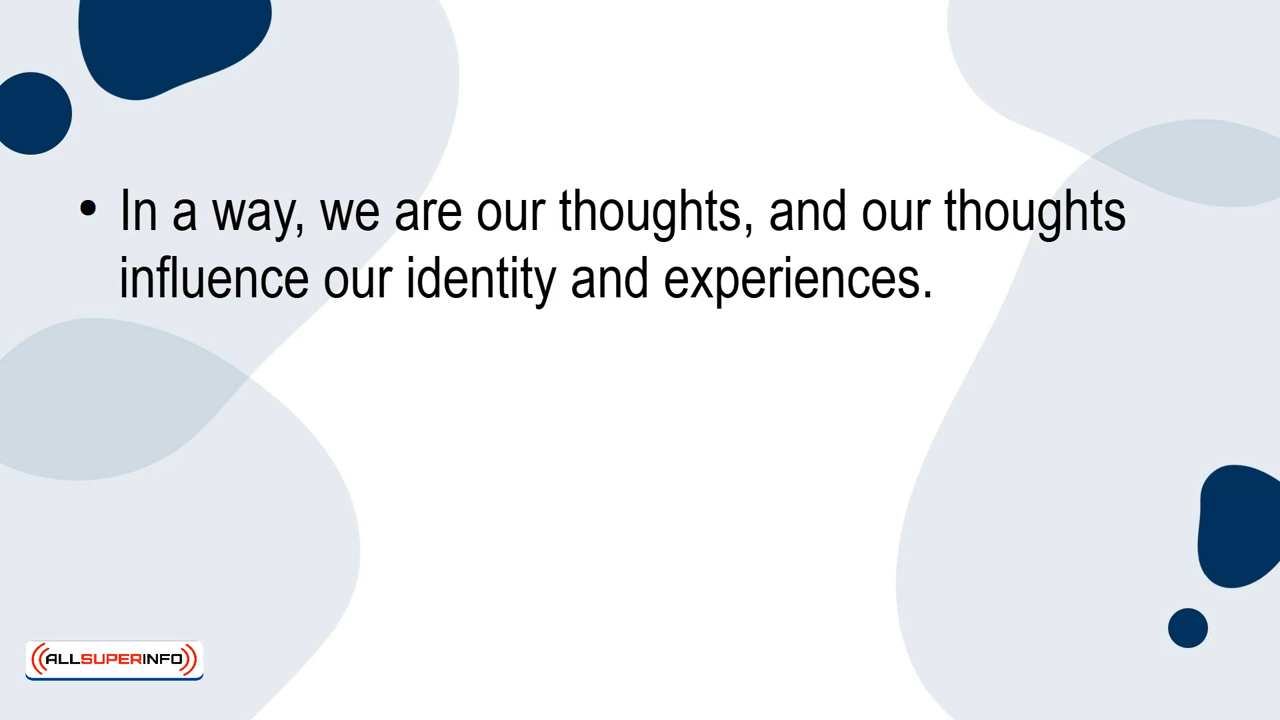 • In a way, we are our thoughts, and our thoughts
influence our identity and experiences.
ALLSUPERINFO